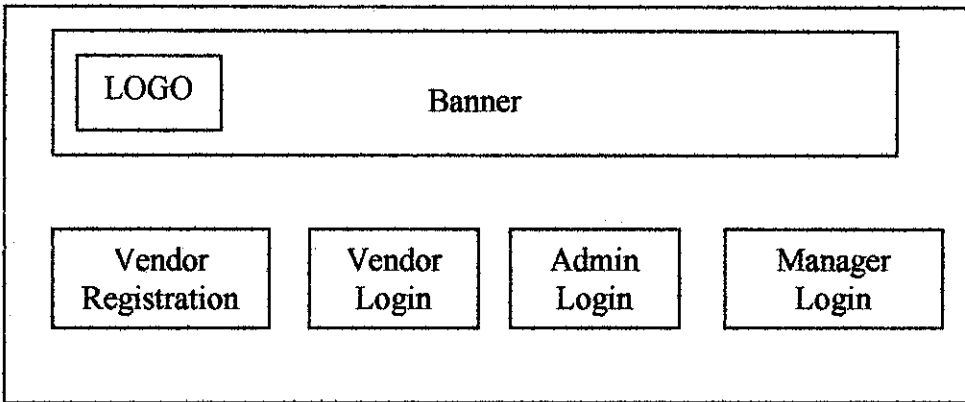 LOGO
Banner
Vendor
Registration
Vendor
Login
Admin
Login
Manager
Login